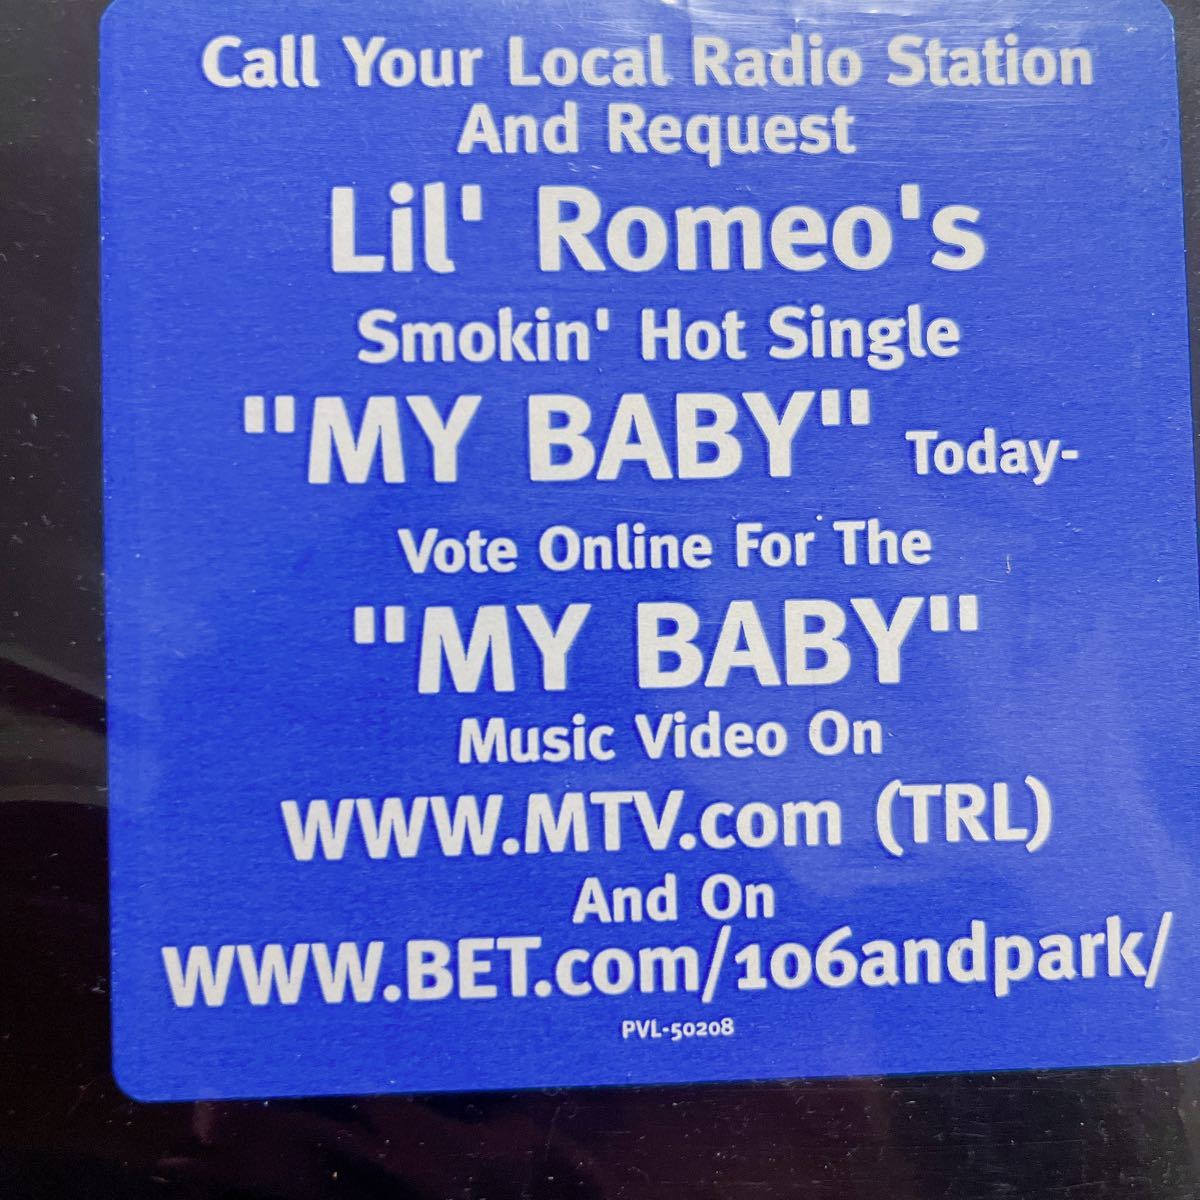 Call Your Local Radio Station
And Request
Lil' Romeo's
Smokin' Hot Single
"MY BABY" Today-
Vote Online For The
"MY BABY"
Music Video On
WWW.MTV.com (TRL)
And On
WWW.BET.com/106andpark/
PVL-50208